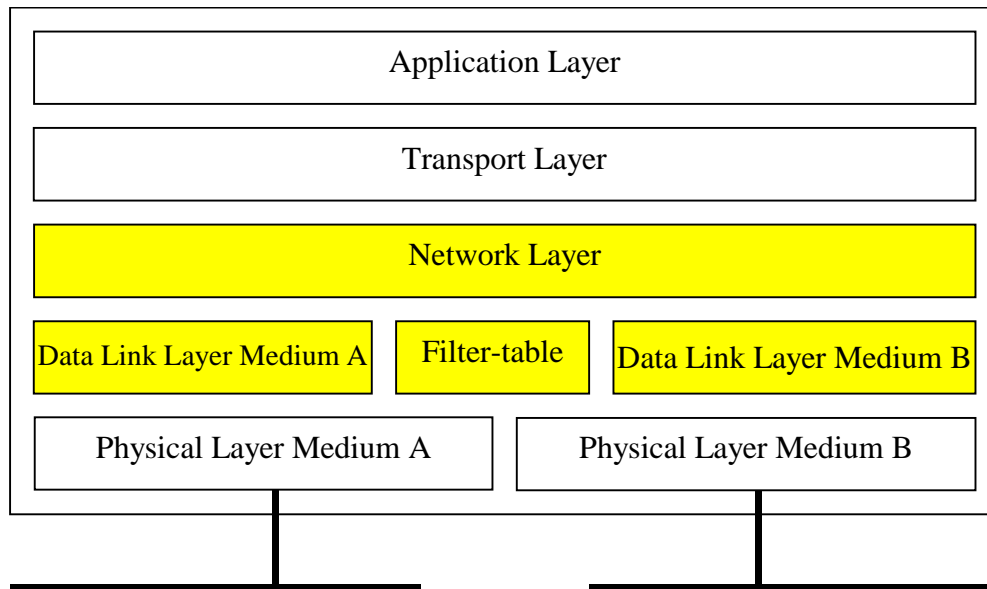 Application Layer
Transport Layer
Network Layer
Data Link Layer Medium A
Filter-table
Data Link Layer Medium B
Physical Layer Medium A
Physical Layer Medium B